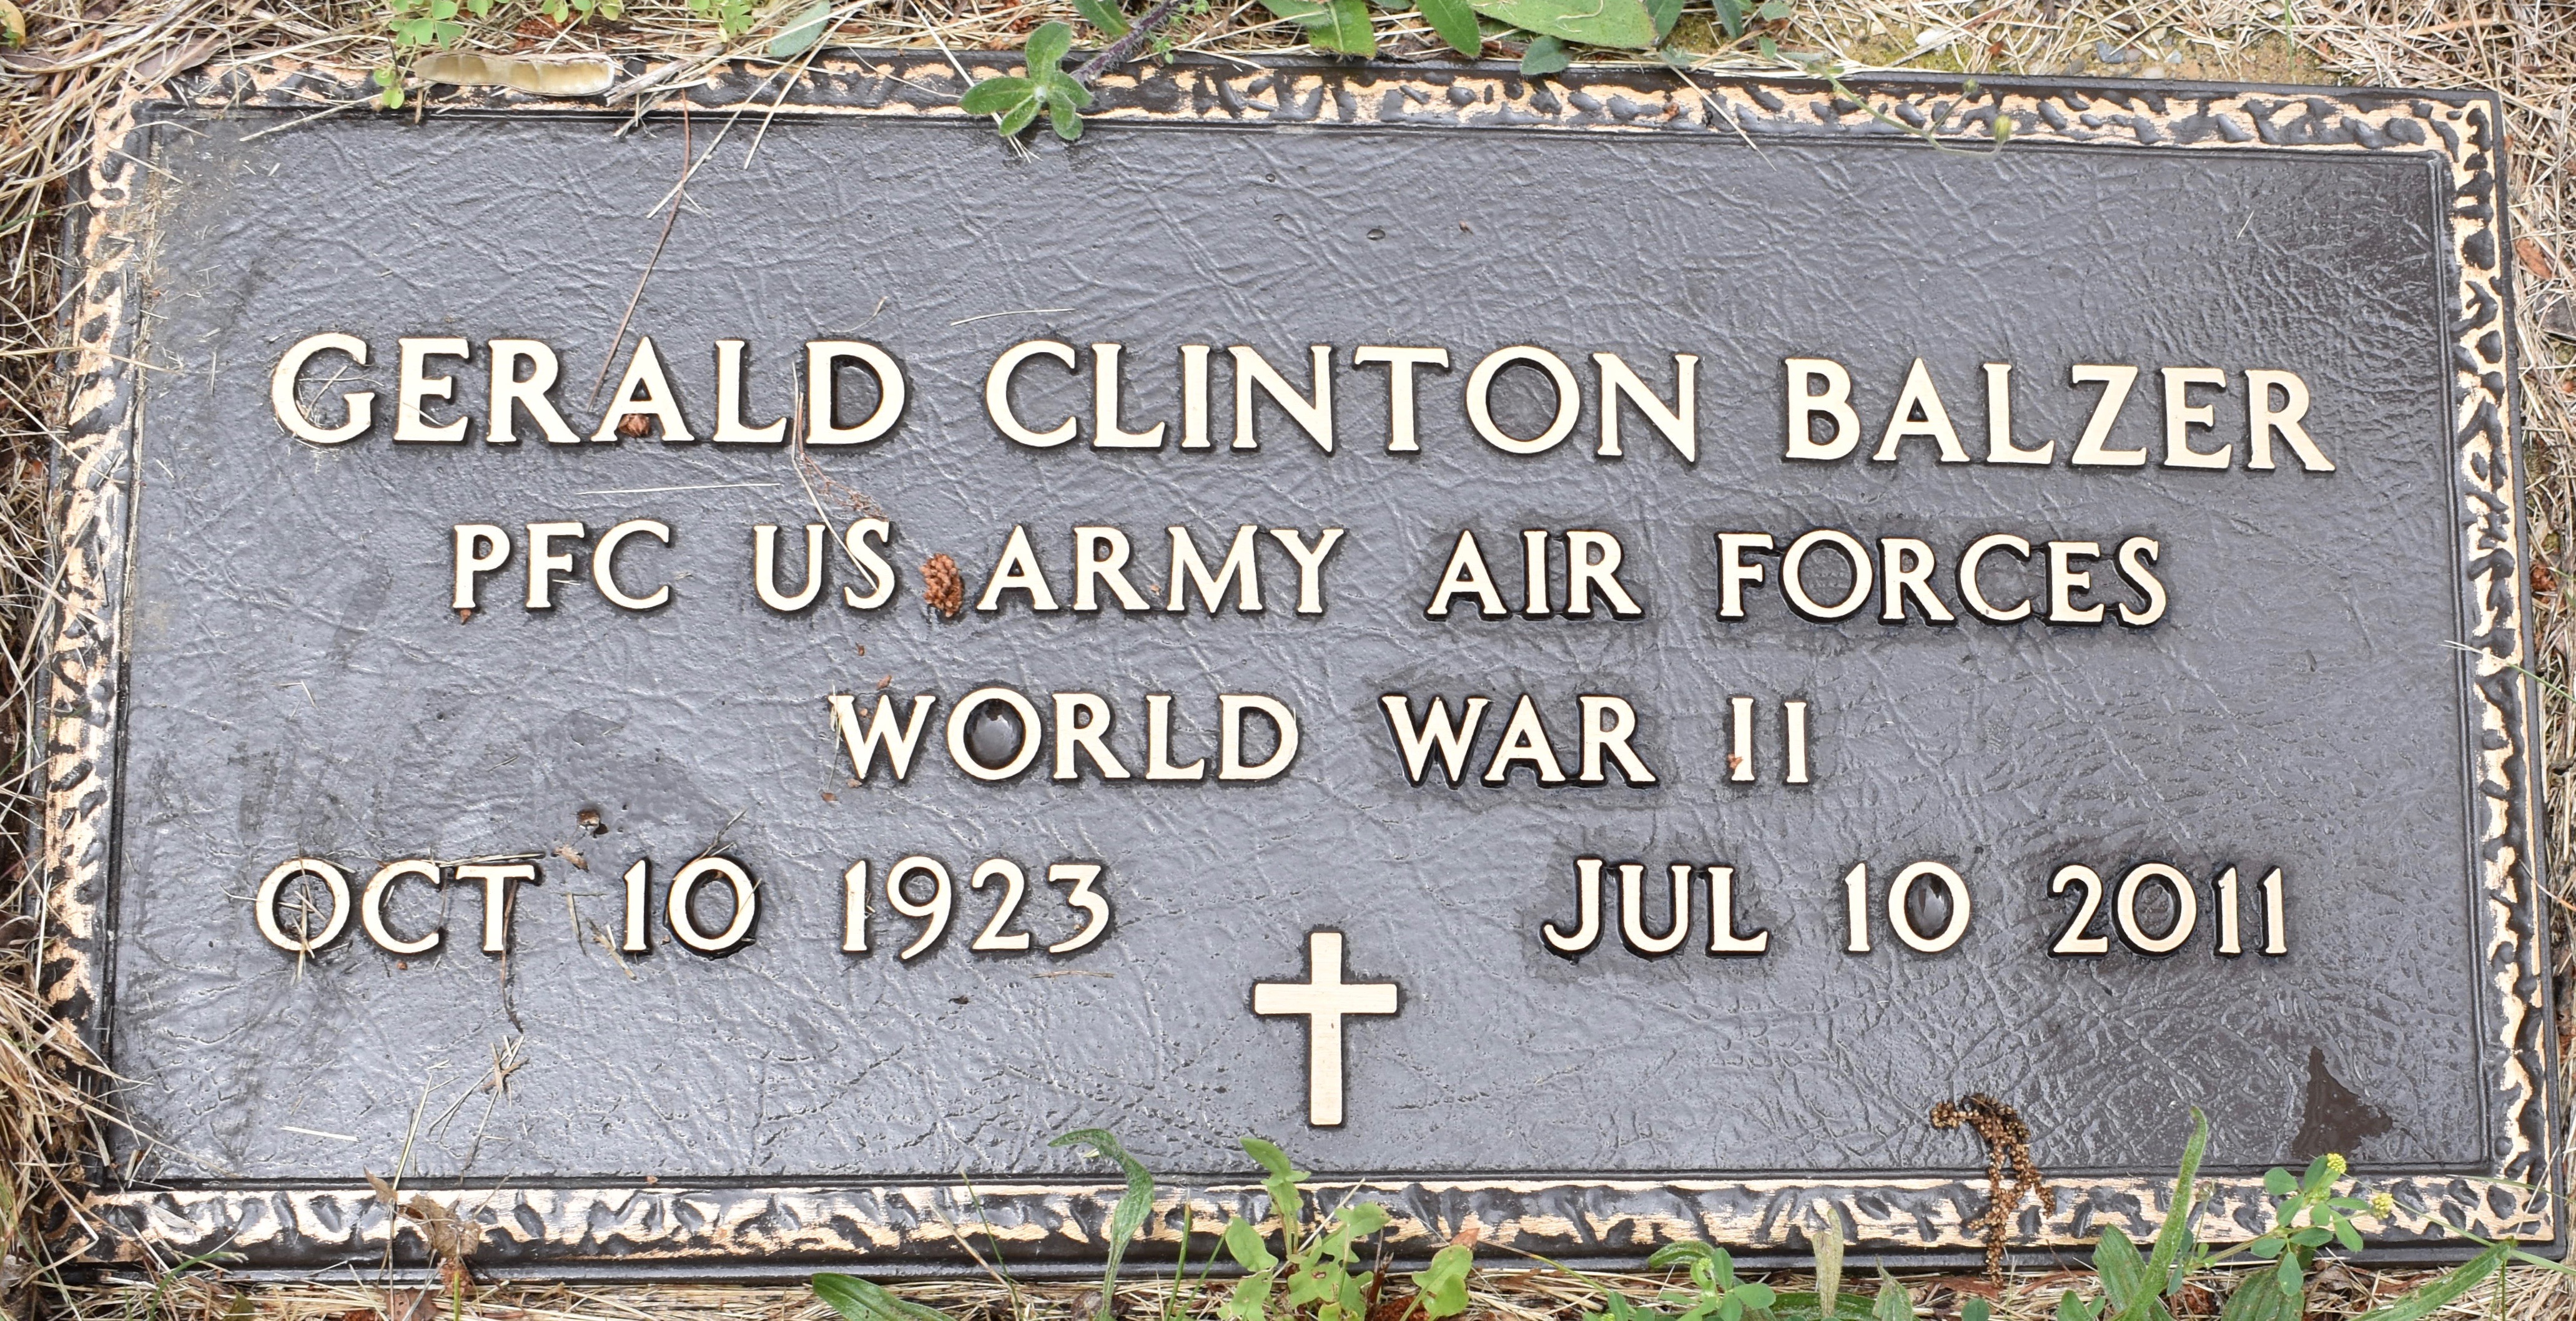 GERALD CLINTON BALZER
PFC US ARMY AIR FORCES
WORLD WAR II
OCT 10 1923 JUL 10 2011